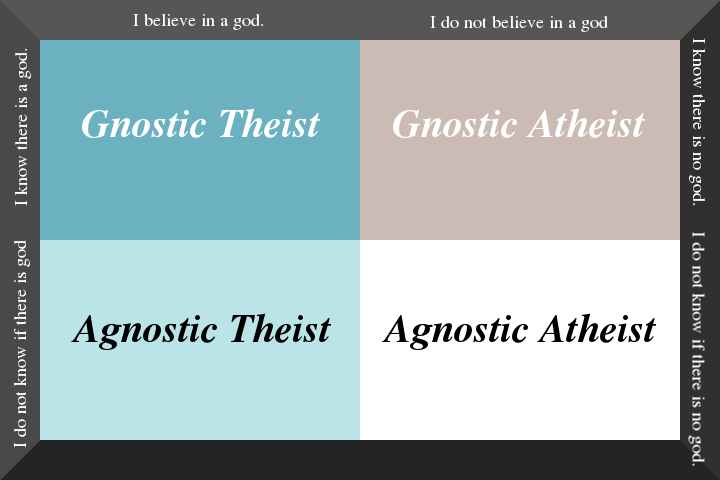 I believe in a god.
I do not believe in a god
I know there is a god.
Gnostic Theist
Gnostic Atheist
I know there is no god.
I do not know if there is god
Agnostic Theist
Agnostic Atheist
I do not know if there is no god.